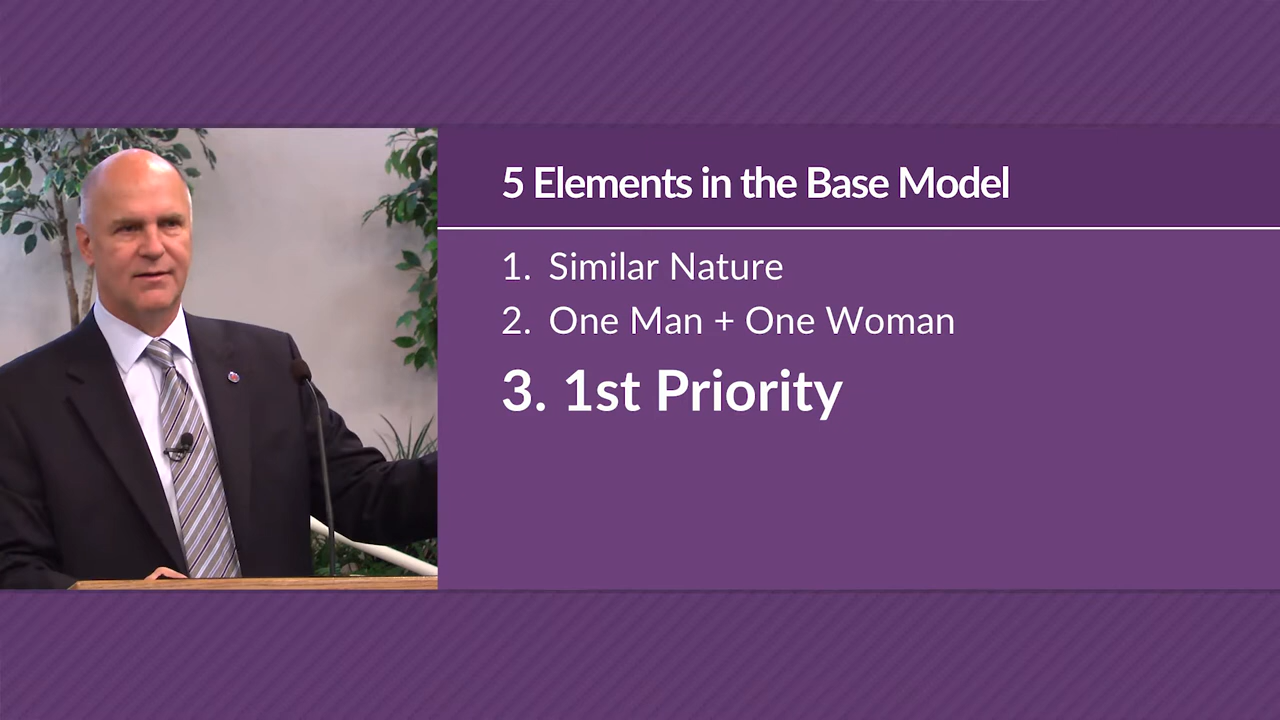 5 Elements in the Base Model
1. Similar Nature
2. One Man + One Woman
3. 1st Priority